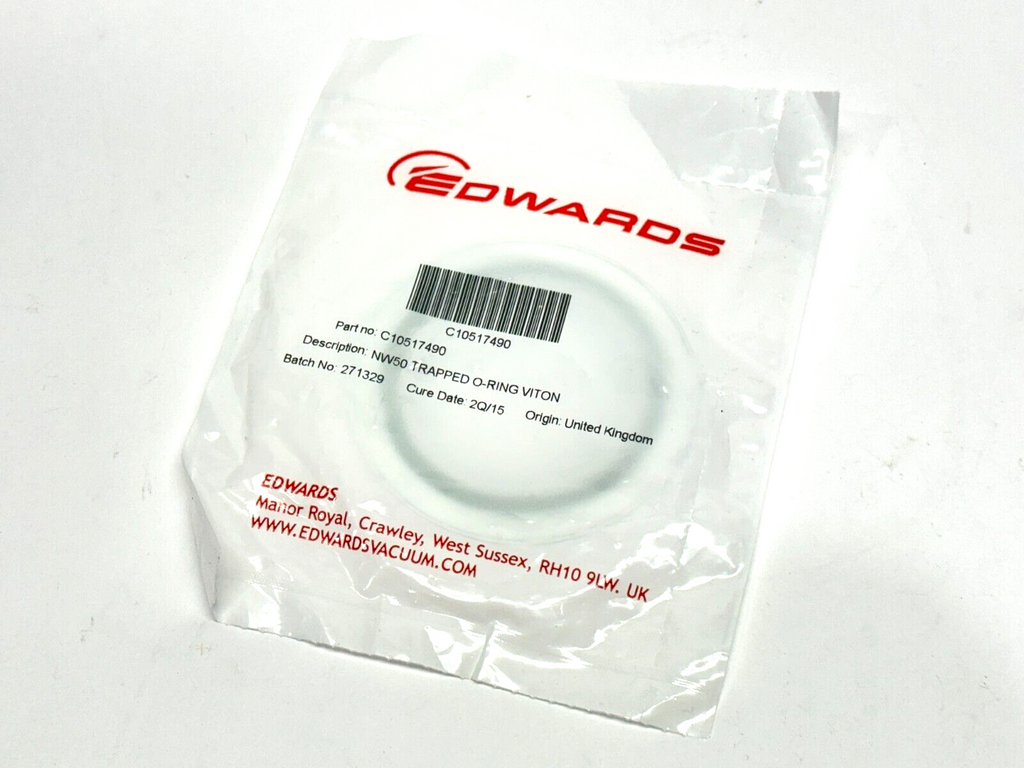 EDWARDS
C10517490
Part no: C10517490
Description: NW50 TRAPPED O-RING VITON
Batch No: 271329 Cure Date: 2Q/15 Origin: United Kingdom
EDWARDS
Manor Royal, Crawley, West Sussex, RH10 9LW. UK
WWW.EDWARDSVACUUM.COM